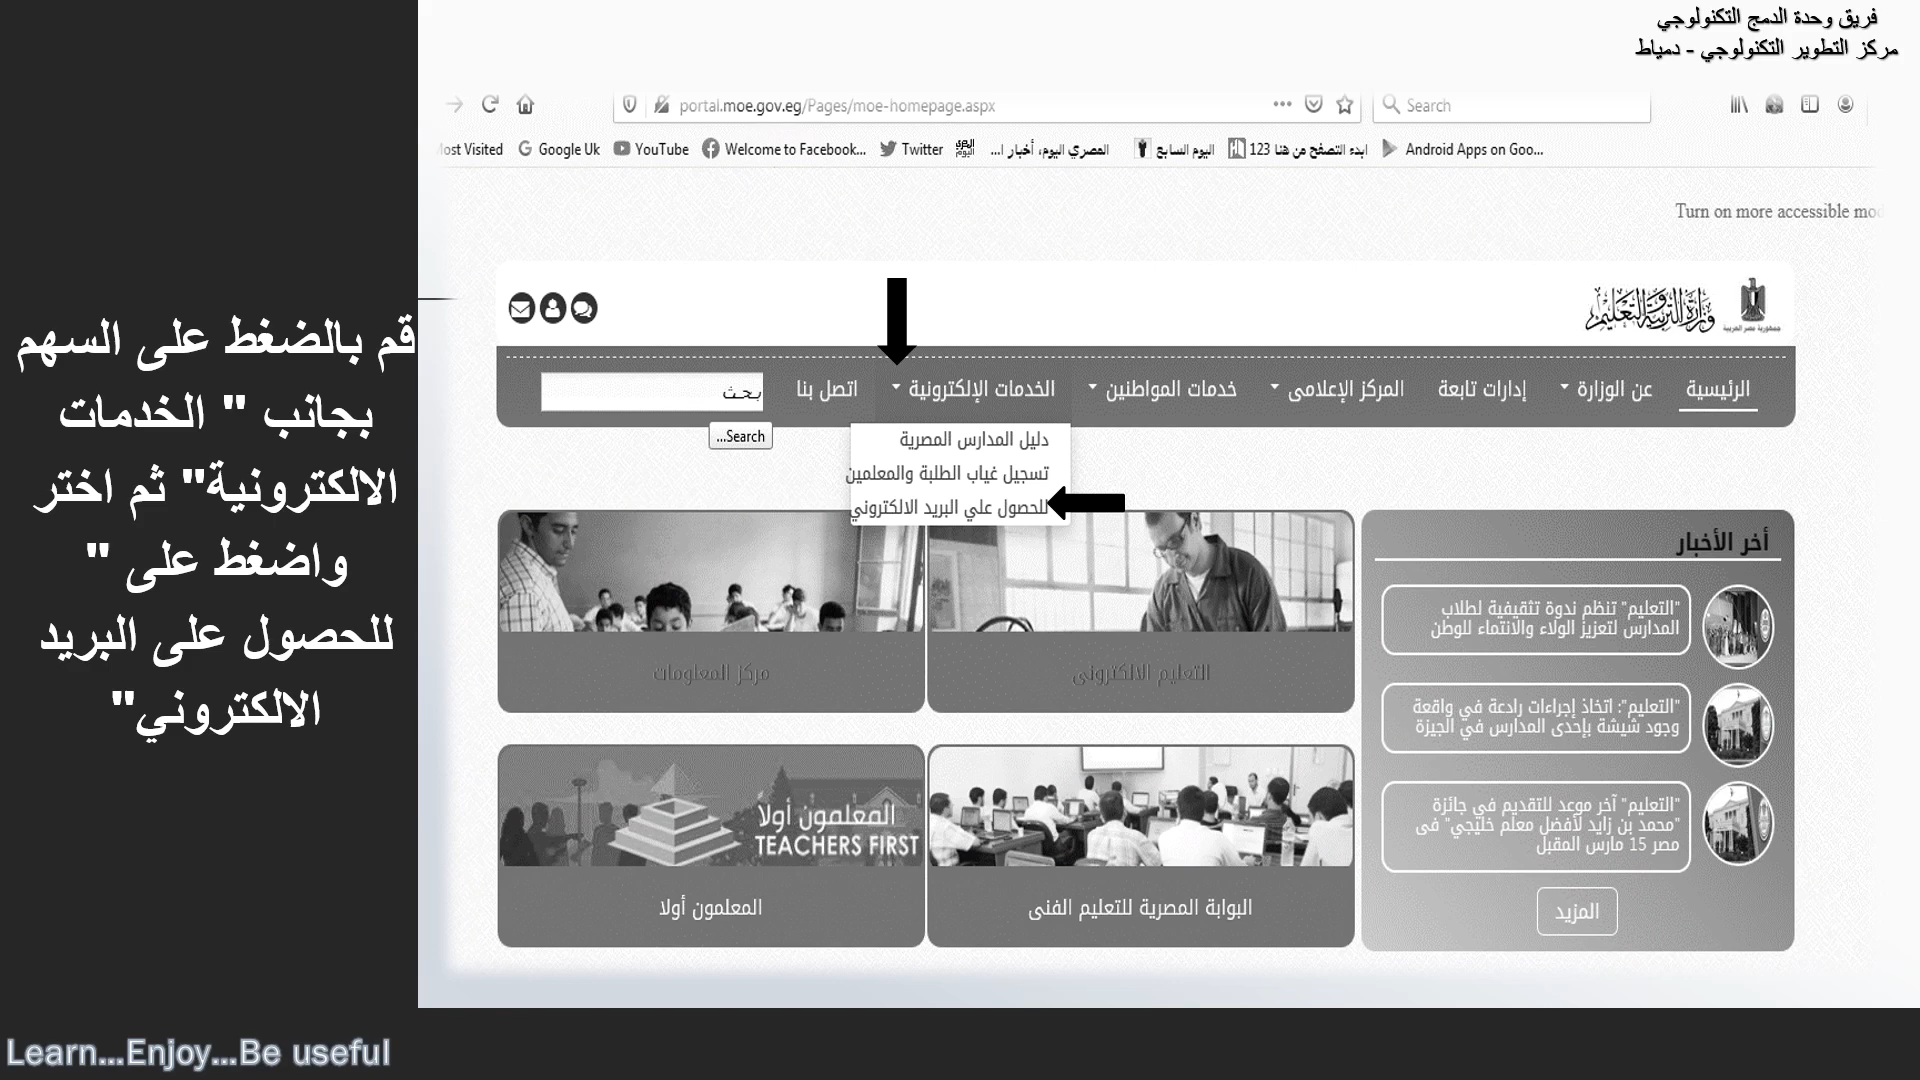 فريق وحدة الدمج التكنولوجي
مركز التطوير التكنولوجي - دمياط
portal.moe.gov.eg/Pages/moe-homepage.aspx
Search
ost Visited
Google Uk
YouTube
Welcome to Facebook...
Twitter
المصري اليوم، أخبار ا...
اليوم السابع
ابدء التصفح من هنا 123
Android Apps on Goo...
Turn on more accessible mod
وزارة التربية والتعليم
جمهورية مصر العربية
الرئيسية
عن الوزارة
إدارات تابعة
المركز الإعلامى
خدمات المواطنين
الخدمات الإلكترونية
اتصل بنا
بحث
Search...
دليل المدارس المصرية
تسجيل غياب الطلبة والمعلمين
للحصول علي البريد الالكتروني
قم بالضغط على السهم
بجانب " الخدمات
الالكترونية" ثم اختر
واضغط على "
للحصول على البريد
الالكتروني"
أخر الأخبار
"التعليم" تنظم ندوة تثقيفية لطلاب
المدارس لتعزيز الولاء والانتماء للوطن
"التعليم": اتخاذ إجراءات رادعة في واقعة
وجود شيشة بإحدى المدارس في الجيزة
"التعليم" آخر موعد للتقديم في جائزة
"محمد بن زايد لأفضل معلم خليجي" فى
مصر 15 مارس المقبل
المزيد
التعليم الالكترونى
مركز المعلومات
المعلمون أولا
TEACHERS FIRST
البوابة المصرية للتعليم الفنى
المعلمون أولا
Learn...Enjoy...Be useful